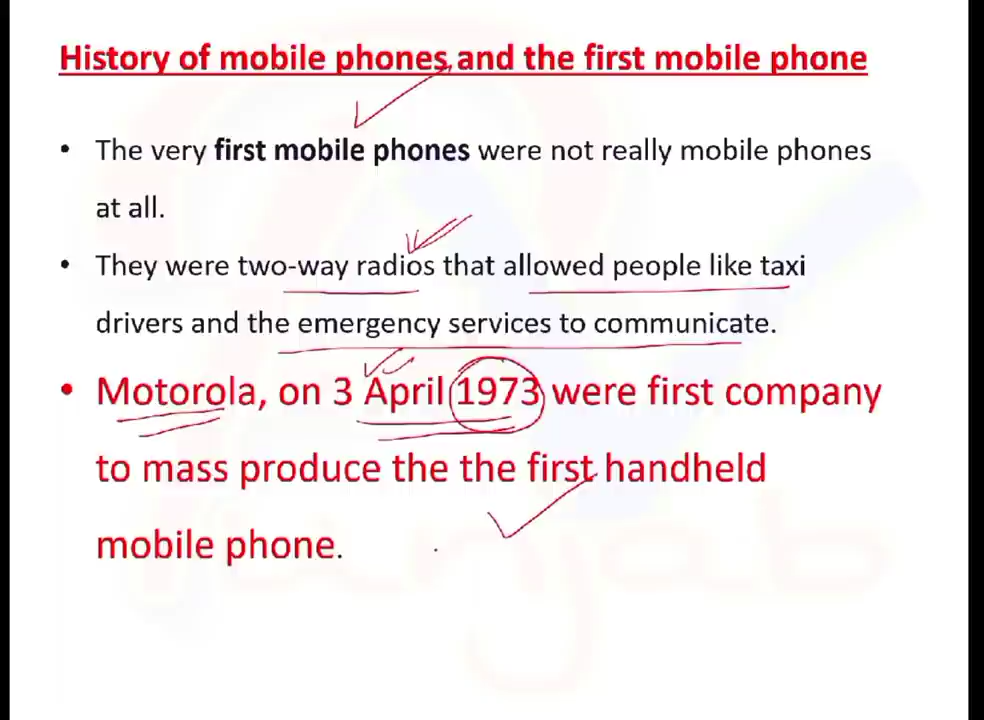 History of mobile phones and the first mobile phone
• The very first mobile phones were not really mobile phones
at all.
• They were two-way radios that allowed people like taxi
drivers and the emergency services to communicate.
• Motorola, on 3 April 1973 were first company
to mass produce the the first handheld
mobile phone.
Punjab